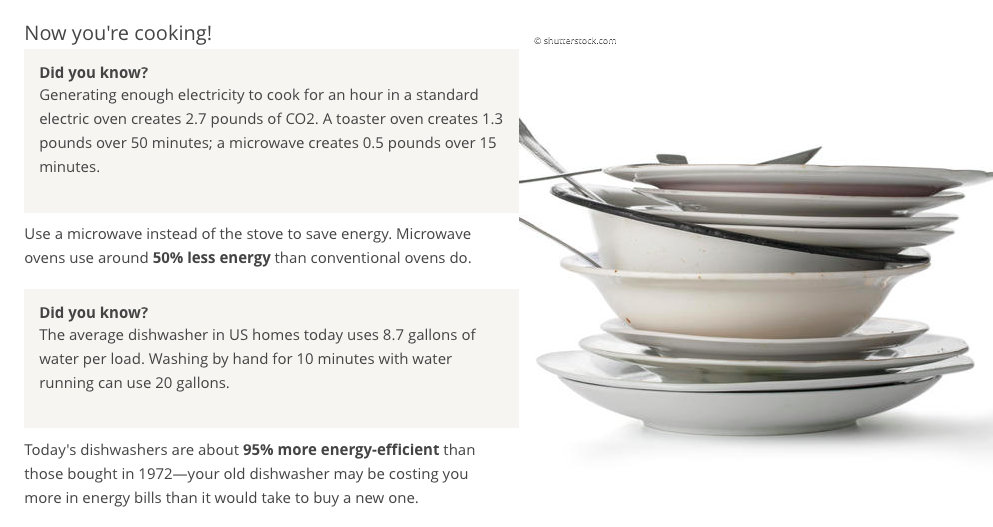 Now you're cooking!
© shutterstock.com
Did you know?
Generating enough electricity to cook for an hour in a standard
electric oven creates 2.7 pounds of CO2. A toaster oven creates 1.3
pounds over 50 minutes; a microwave creates 0.5 pounds over 15
minutes.
Use a microwave instead of the stove to save energy. Microwave
ovens use around 50% less energy than conventional ovens do.
Did you know?
The average dishwasher in US homes today uses 8.7 gallons of
water per load. Washing by hand for 10 minutes with water
running can use 20 gallons.
Today's dishwashers are about 95% more energy-efficient than
those bought in 1972—your old dishwasher may be costing you
more in energy bills than it would take to buy a new one.